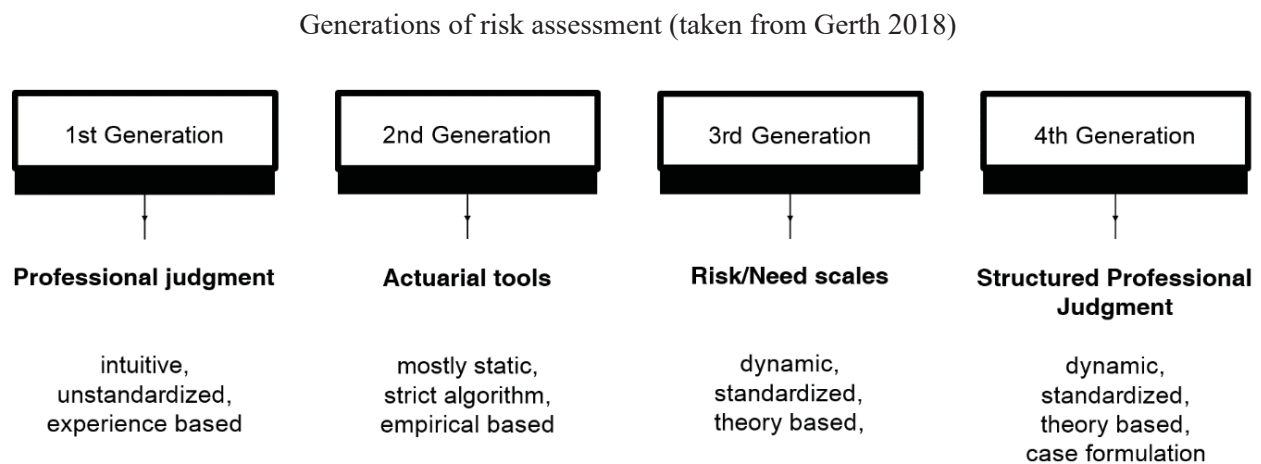 Generations of risk assessment (taken from Gerth 2018)
1st Generation
Professional judgment
intuitive,
unstandardized,
experience based
2nd Generation
Actuarial tools
mostly static,
strict algorithm,
empirical based
3rd Generation
Risk/Need scales
dynamic,
standardized,
theory based,
4th Generation
Structured Professional
Judgment
dynamic,
standardized,
theory based,
case formulation